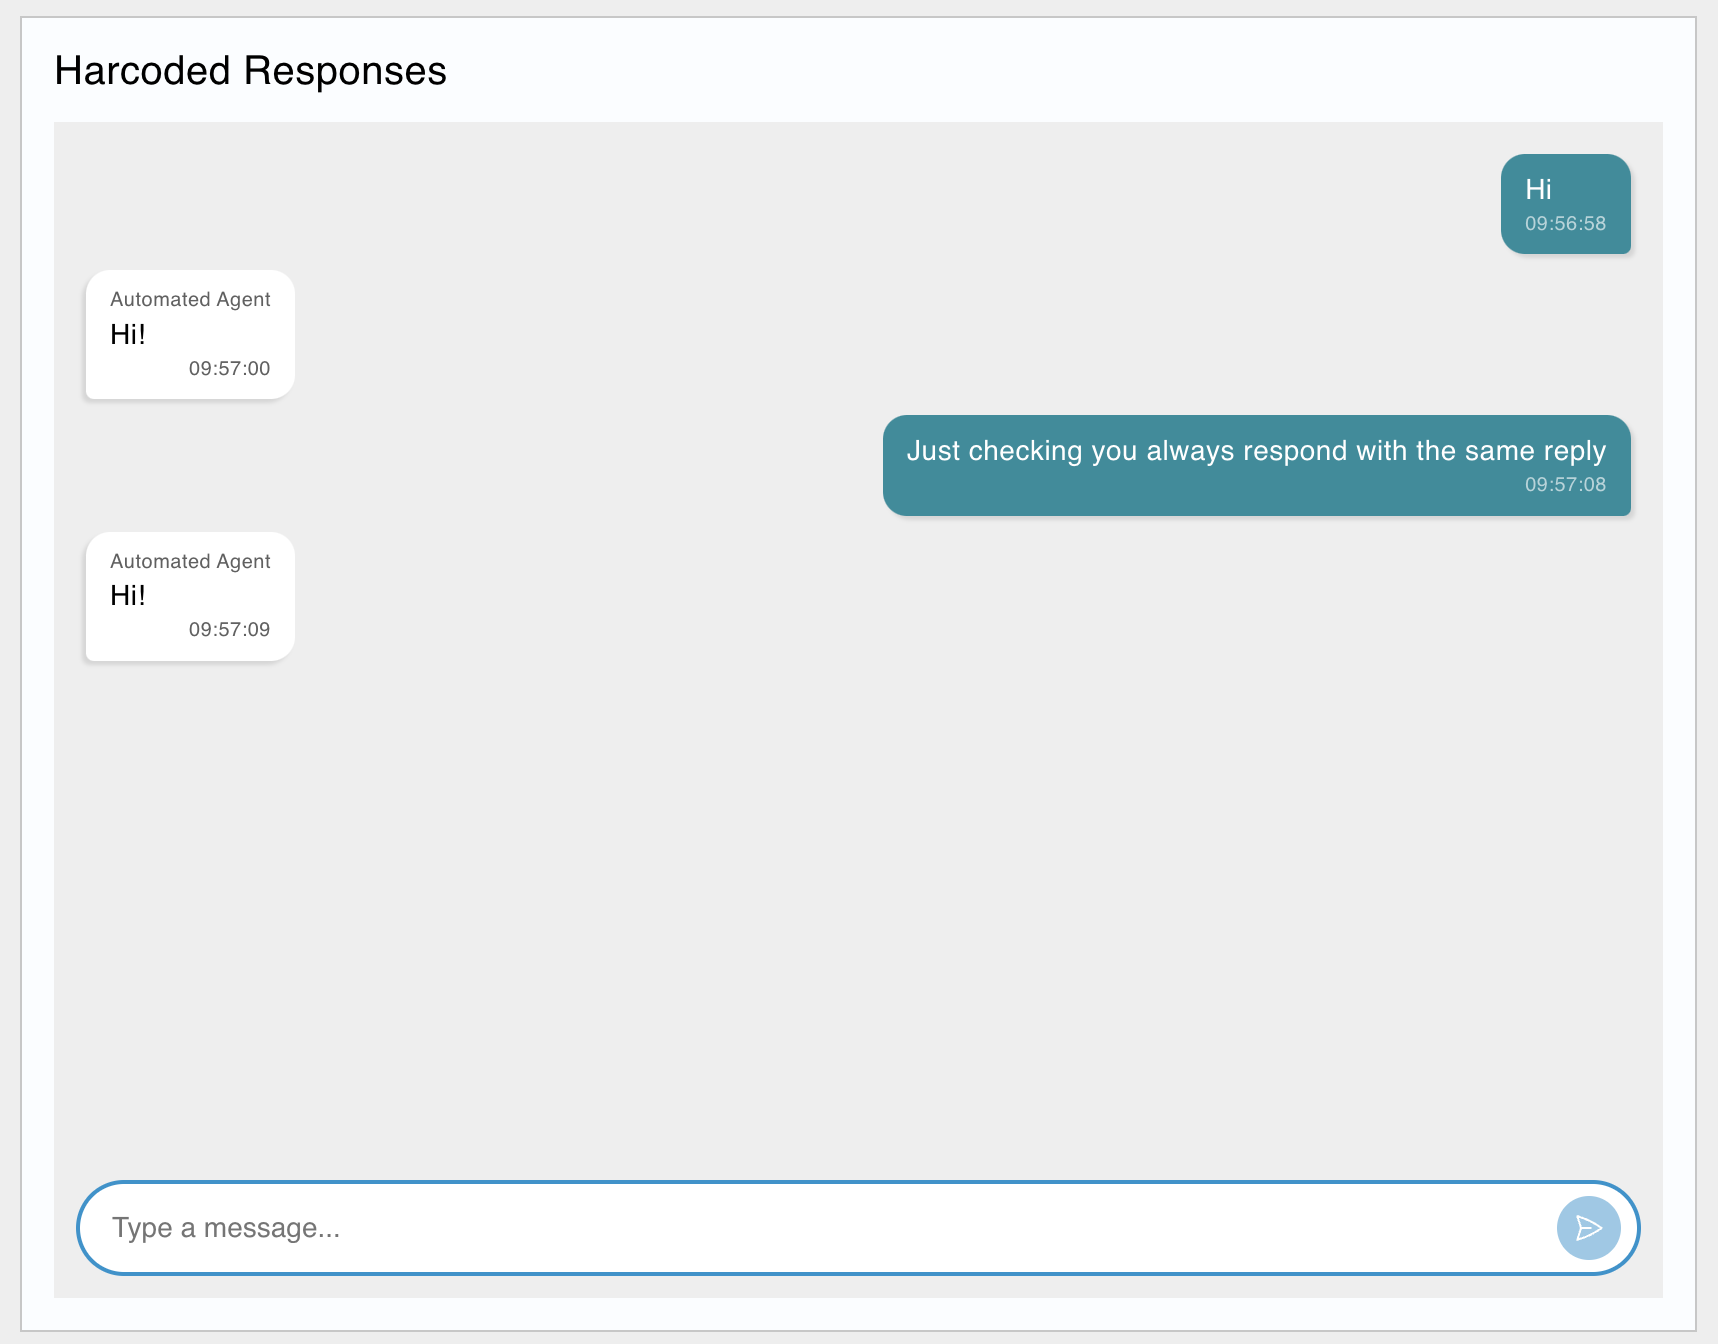 Harcoded Responses
Hi
09:56:58
Automated Agent
Hi!
09:57:00
Just checking you always respond with the same reply
09:57:08
Automated Agent
Hi!
09:57:09
Type a message...